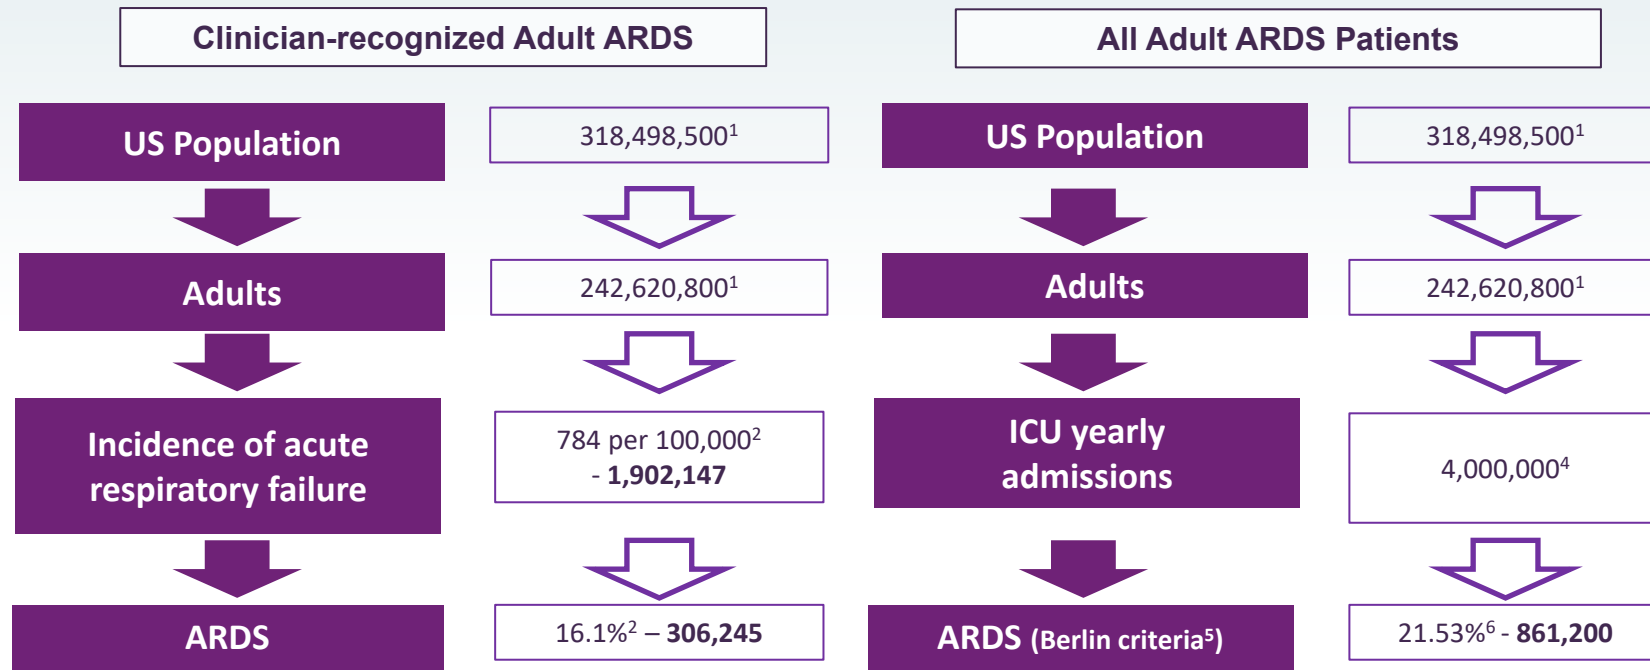 Clinician-recognized Adult ARDS
US Population
318,498,500¹
Adults
242,620,800¹
Incidence of acute
respiratory failure
784 per 100,000²
- 1,902,147
ARDS
16.1%² – 306,245
All Adult ARDS Patients
US Population
318,498,500¹
Adults
242,620,800¹
ICU yearly
admissions
4,000,000⁴
ARDS (Berlin criteria⁵)
21.53%⁶ - 861,200